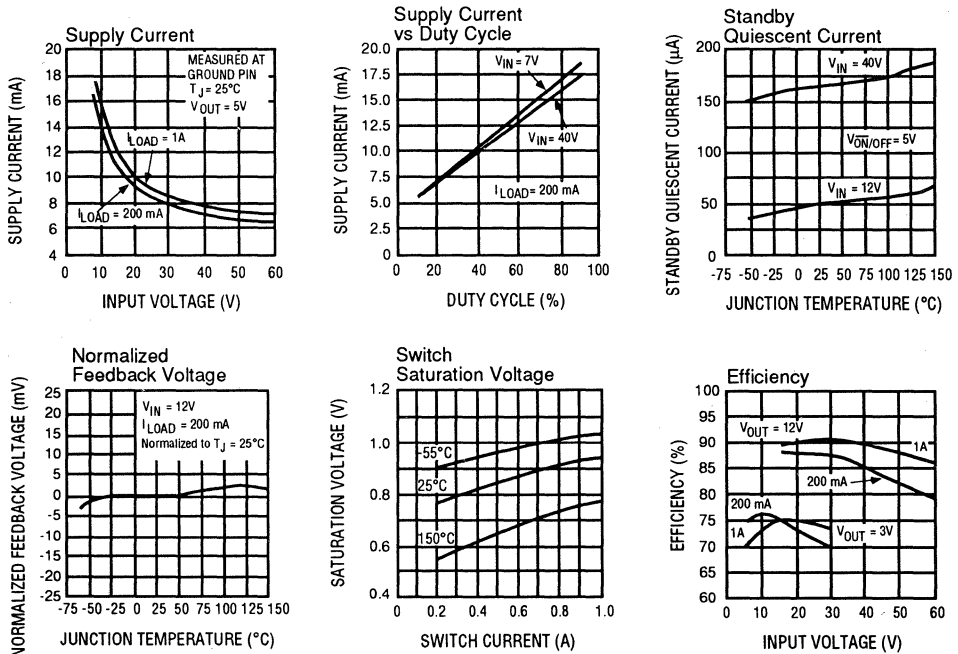 Supply Current
SUPPLY CURRENT (mA)
20
18
16
14
12
10
8
6
4
MEASURED AT
GROUND PIN
TJ = 25°C
VOUT = 5V
ILOAD = 1A
ILOAD = 200 mA
0 10 20 30 40 50 60
INPUT VOLTAGE (V)
Supply Current
vs Duty Cycle
SUPPLY CURRENT (mA)
20.0
17.5
15.0
12.5
10.0
7.5
5.0
2.5
0
VIN = 7V
VIN = 40V
ILOAD = 200 mA
0 20 40 60 80 100
DUTY CYCLE (%)
Standby
Quiescent Current
STANDBY QUIESCENT CURRENT (µA)
200
150
100
50
0
VIN = 40V
VON/OFF = 5V
VIN = 12V
-75 -50 -25 0 25 50 75 100 125 150
JUNCTION TEMPERATURE (°C)
Normalized
Feedback Voltage
NORMALIZED FEEDBACK VOLTAGE (mV)
25
20
15
10
5
0
-5
-10
-15
-20
-25
VIN = 12V
ILOAD = 200 mA
Normalized to TJ = 25°C
-75 -50 -25 0 25 50 75 100 125 150
JUNCTION TEMPERATURE (°C)
Switch
Saturation Voltage
SATURATION VOLTAGE (V)
1.2
1.0
0.8
0.6
0.4
-55°C
25°C
150°C
0 0.2 0.4 0.6 0.8 1.0
SWITCH CURRENT (A)
Efficiency
EFFICIENCY (%)
100
95
90
85
80
75
70
65
60
VOUT = 12V
1A
200 mA
200 mA
1A
VOUT = 3V
0 10 20 30 40 50 60
INPUT VOLTAGE (V)